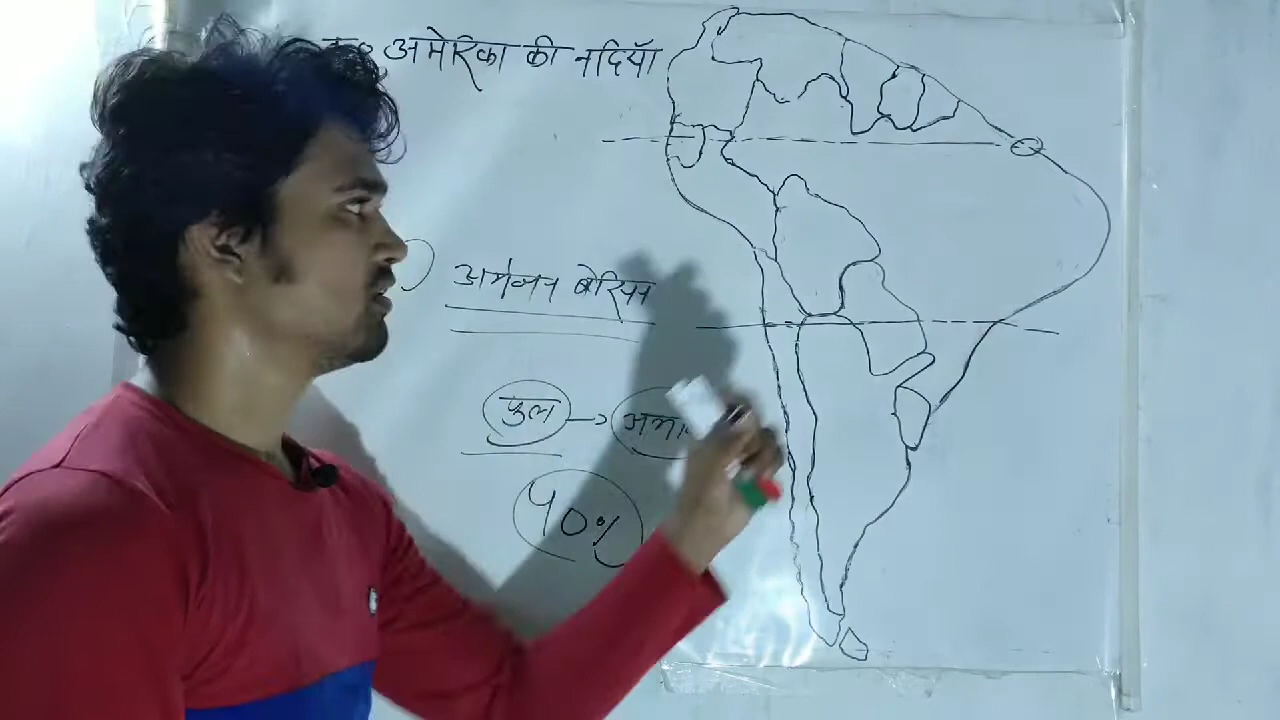 अमेरिका की नदियाँ
अमेजन बेसिन
फुल →
40%